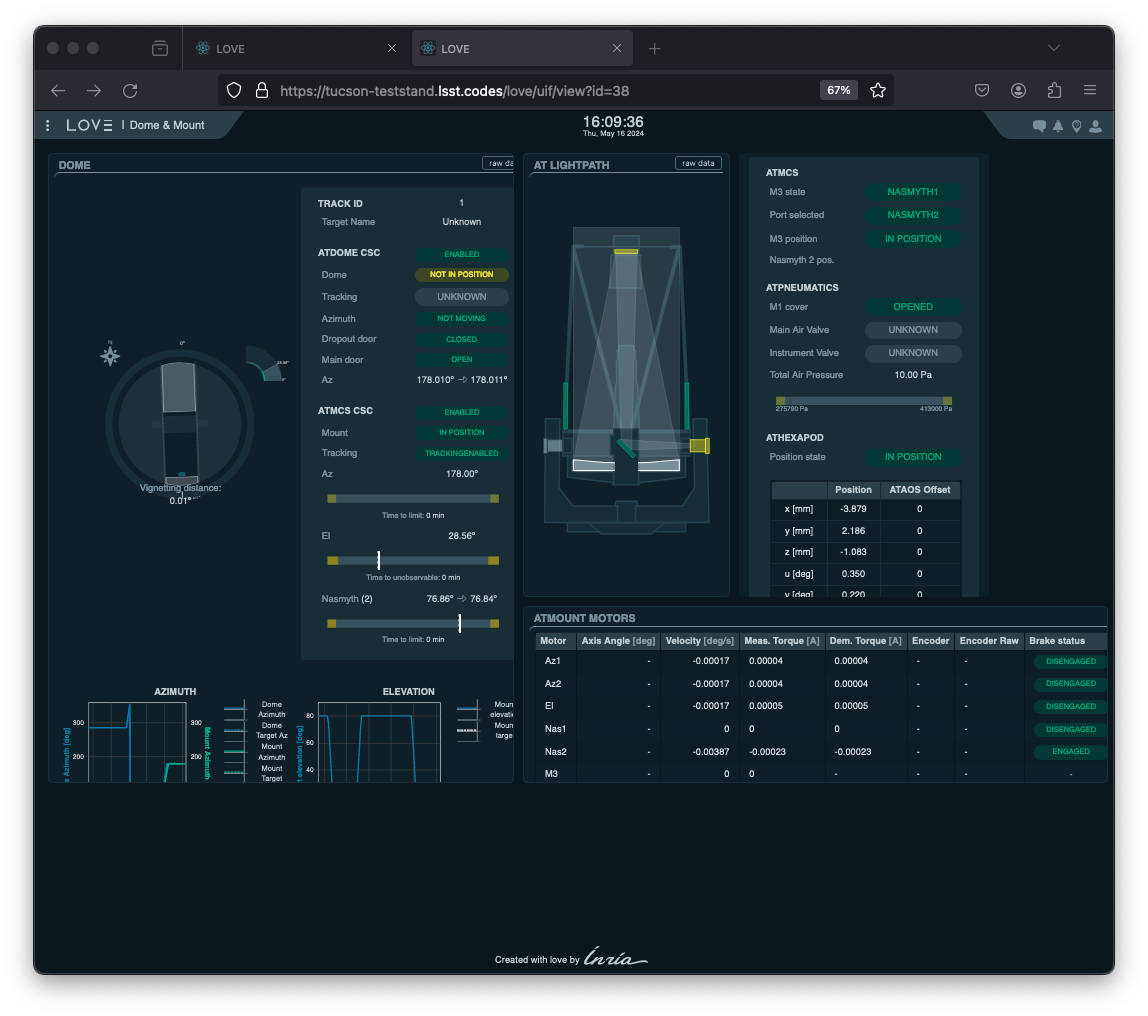 LOVE
LOVE
https://tucson-teststand.lsst.codes/love/uif/view?id=38
67%
LOVE | Dome & Mount
16:09:36
Thu, May 16 2024
DOME
raw da
N
0°
0°
Vignetting distance:
0.01°
TRACK ID 1
Target Name Unknown
ATDOME CSC ENABLED
Dome NOT IN POSITION
Tracking UNKNOWN
Azimuth NOT MOVING
Dropout door CLOSED
Main door OPEN
Az 178.010° 178.011°
ATMCS CSC ENABLED
Mount IN POSITION
Tracking TRACKINGENABLED
Az 178.00°
Time to limit: 0 min
El 28.56°
Time to unobservable: 0 min
Nasmyth (2) 76.86° 76.84°
Time to limit: 0 min
AZIMUTH
300
200
e Azimuth [deg]
300
200
Mount Azimuth
Dome
Azimuth
Dome
Target Az
Mount
Azimuth
Mount
Target
ELEVATION
80
60
40
t elevation [deg]
Moun
elevati
Moun
targe
AT LIGHTPATH
raw data
ATMCS
M3 state NASMYTH1
Port selected NASMYTH2
M3 position IN POSITION
Nasmyth 2 pos.
ATPNEUMATICS
M1 cover OPENED
Main Air Valve UNKNOWN
Instrument Valve UNKNOWN
Total Air Pressure 10.00 Pa
275790 Pa 413000 Pa
ATHEXAPOD
Position state IN POSITION
Position ATAOS Offset
x [mm] -3.879 0
y [mm] 2.186 0
z [mm] -1.083 0
u [deg] 0.350 0
v [deg] 0.220 0
ATMOUNT MOTORS
Motor Axis Angle [deg] Velocity [deg/s] Meas. Torque [A] Dem. Torque [A] Encoder Encoder Raw Brake status
Az1 - -0.00017 0.00004 0.00004 - - DISENGAGED
Az2 - -0.00017 0.00004 0.00004 - - DISENGAGED
El - -0.00017 0.00005 0.00005 - - DISENGAGED
Nas1 - 0 0 0 - - DISENGAGED
Nas2 - -0.00387 -0.00023 -0.00023 - - ENGAGED
M3 - 0 0 - - - -
Created with love by Inria